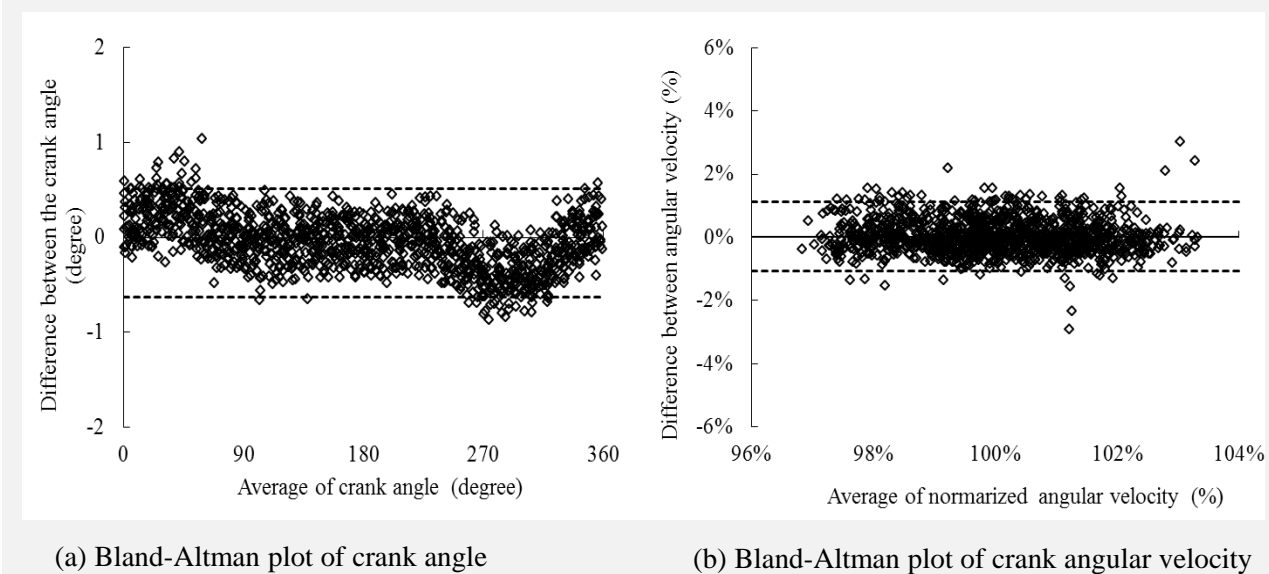 Difference between the crank angle
(degree)
2
1
0
-1
-2
0 90 180 270 360
Average of crank angle (degree)
(a) Bland-Altman plot of crank angle
Difference between angular velocity (%)
6%
4%
2%
0%
-2%
-4%
-6%
96% 98% 100% 102% 104%
Average of normarized angular velocity (%)
(b) Bland-Altman plot of crank angular velocity